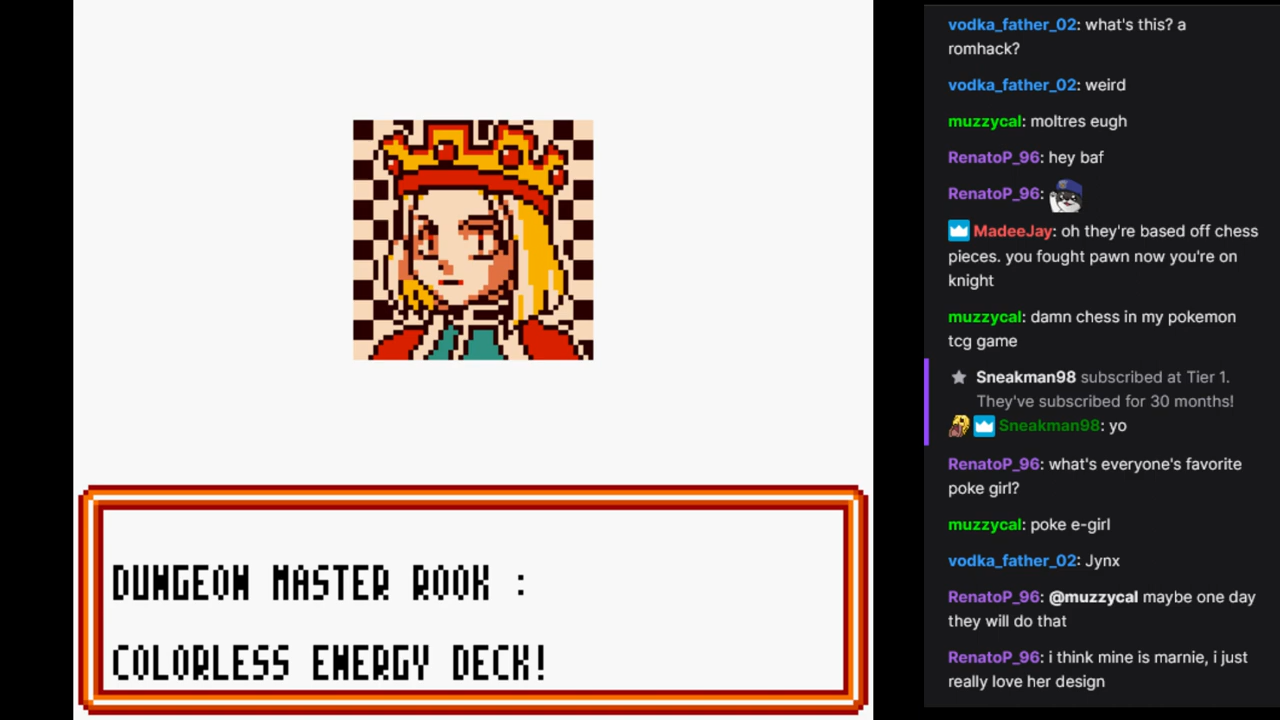 DUNGEON MASTER ROOK :
COLORLESS ENERGY DECK!
vodka_father_02: what's this? a
romhack?
vodka_father_02: weird
muzzycal: moltres eugh
RenatoP_96: hey baf
RenatoP_96:
MadeeJay: oh they're based off chess
pieces. you fought pawn now you're on
knight
muzzycal: damn chess in my pokemon
tcg game
Sneakman98 subscribed at Tier 1.
They've subscribed for 30 months!
Sneakman98: yo
RenatoP_96: what's everyone's favorite
poke girl?
muzzycal: poke e-girl
vodka_father_02: Jynx
RenatoP_96: @muzzycal maybe one day
they will do that
RenatoP_96: i think mine is marnie, i just
really love her design